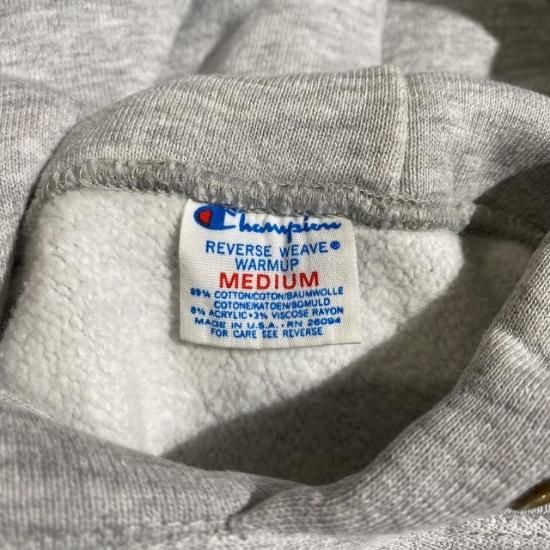 Champion
REVERSE WEAVE®
WARMUP
MEDIUM
89% COTTON/COTON/BAUMWOLLE
COTONE/KATOEN/BOMULD
8% ACRYLIC•3% VISCOSE RAYON
MADE IN U.S.A.•RN 26094
FOR CARE SEE REVERSE